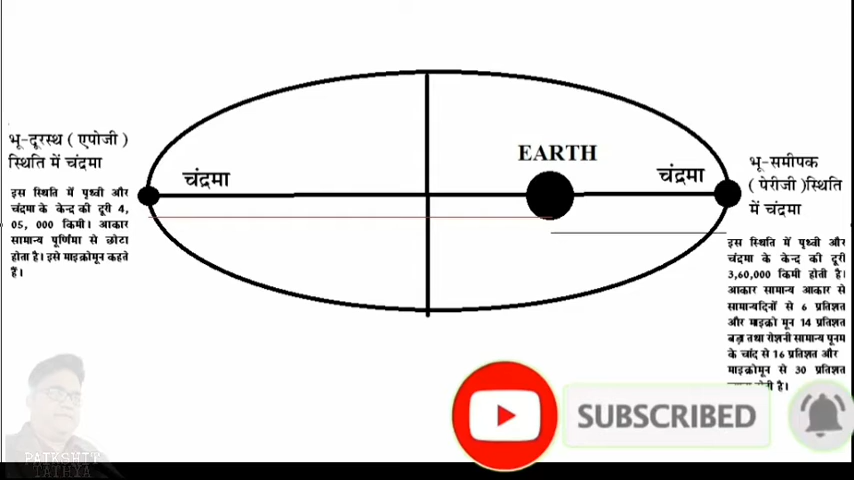 भू-दूरस्थ ( एपोजी )
स्थिति में चंद्रमा
इस स्थिति में पृथ्वी और
चंद्रमा के केन्द्र की दूरी 4,
05, 000 किमी। आकार
सामान्य पूर्णिमा से छोटा
होता है। इसे माइक्रोमून कहते
हैं।
चंद्रमा
EARTH
चंद्रमा
भू-समीपक
( पेरीजी )स्थिति
में चंद्रमा
इस स्थिति में पृथ्वी और
चंद्रमा के केन्द्र की दूरी
3,60,000 किमी होती है।
आकार सामान्य आकार से
सामान्यदिनों से 6 प्रतिशत
और माइक्रो मून 14 प्रतिशत
बड़ा तथा रोशनी सामान्य पूनम
के चांद से 16 प्रतिशत और
माइक्रोमून से 30 प्रतिशत
होती है।
SUBSCRIBED
PARKSHIT
TATHYA